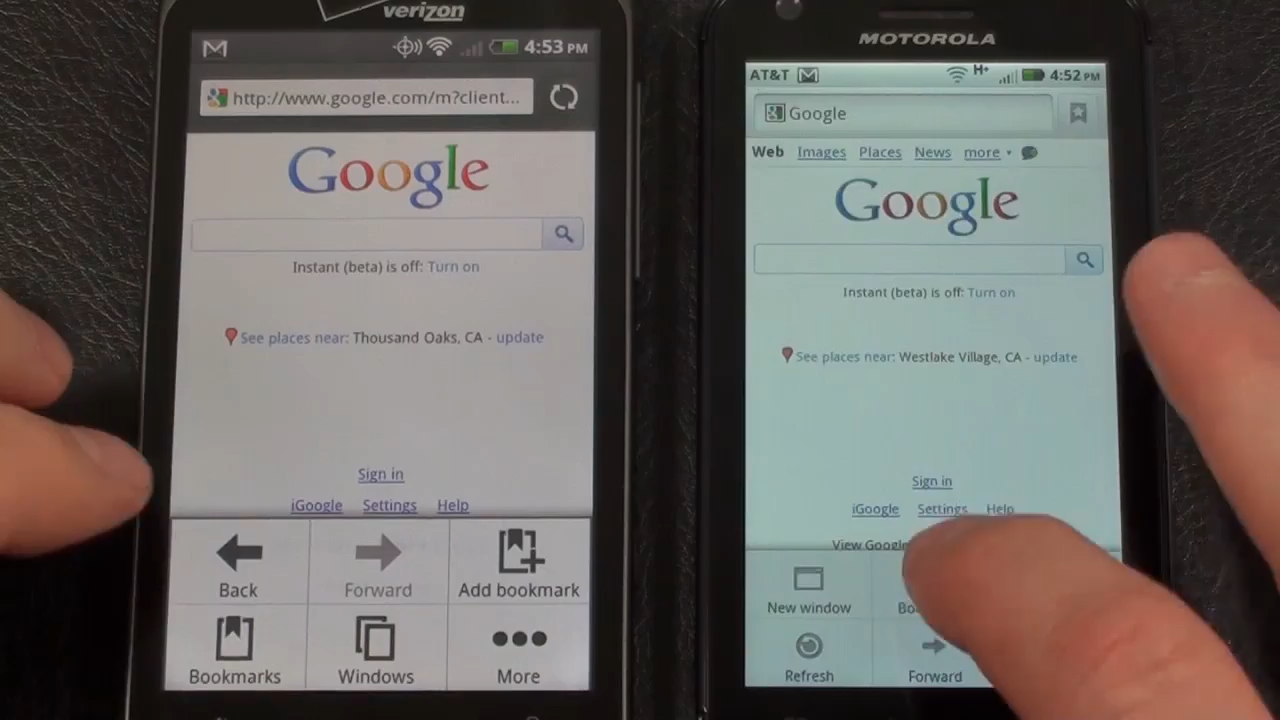 verizon
4:53 PM
http://www.google.com/m?client...
Google
Instant (beta) is off: Turn on
See places near: Thousand Oaks, CA - update
Sign in
iGoogle Settings Help
Back Forward Add bookmark
Bookmarks Windows More
MOTOROLA
AT&T H+ 4:52 PM
Google
Web Images Places News more
Google
Instant (beta) is off: Turn on
See places near: Westlake Village, CA - update
Sign in
iGoogle Settings Help
View Google
New window
Refresh Forward